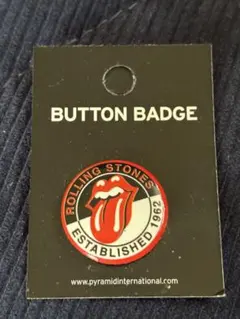 BUTTON BADGE
ROLLING STONES
ESTABLISHED 1962
www.pyramidinternational.com